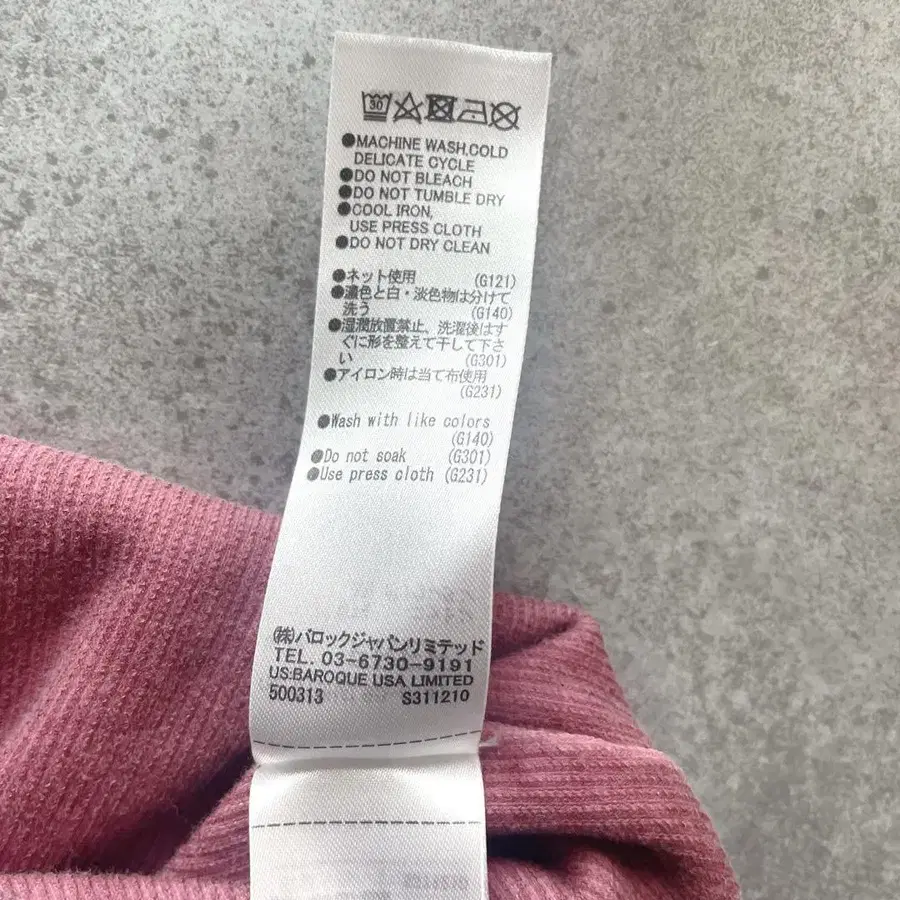 30
●MACHINE WASH,COLD
DELICATE CYCLE
●DO NOT BLEACH
●DO NOT TUMBLE DRY
●COOL IRON,
USE PRESS CLOTH
●DO NOT DRY CLEAN
●ネット使用 (G121)
●濃色と白・淡色物は分けて
洗う (G140)
●湿潤放置禁止、洗濯後はす
ぐに形を整えて干して下さ
い (G301)
●アイロン時は当て布使用
(G231)
●Wash with like colors
(G140)
●Do not soak (G301)
●Use press cloth (G231)
㈱バロックジャパンリミテッド
TEL. 03-6730-9191
US:BAROQUE USA LIMITED
500313 S311210